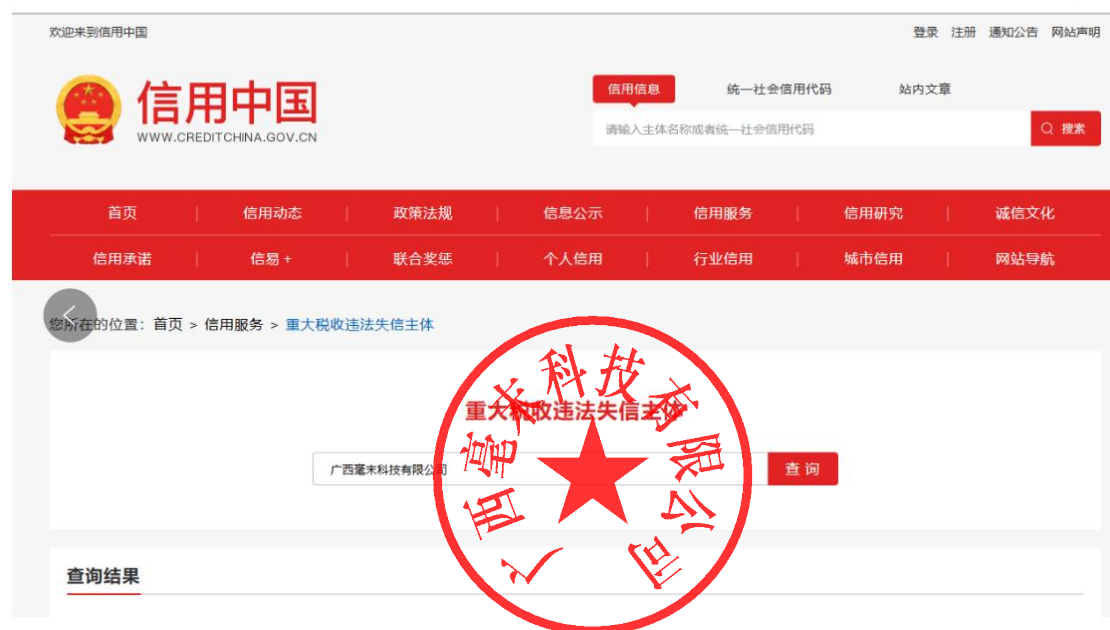 欢迎来到信用中国
登录 注册 通知公告 网站声明
信用中国
WWW.CREDITCHINA.GOV.CN
信用信息 统一社会信用代码 站内文章
请输入主体名称或者统一社会信用代码
搜索
首页 | 信用动态 | 政策法规 | 信息公示 | 信用服务 | 信用研究 | 诚信文化
信用承诺 | 信易+ | 联合奖惩 | 个人信用 | 行业信用 | 城市信用 | 网站导航
您所在的位置：首页 > 信用服务 > 重大税收违法失信主体
重大税收违法失信主体
广西毫末科技有限公司
查询
广西毫末科技有限公司
查询结果